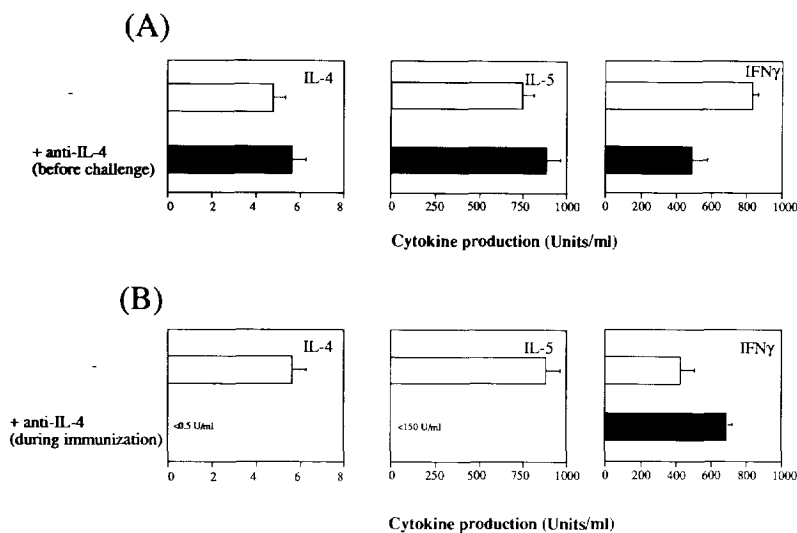 (A)
IL-4
IL-5
IFNγ
-
+ anti-IL-4
(before challenge)
0 2 4 6 8
0 250 500 750 1000
0 200 400 600 800 1000
Cytokine production (Units/ml)
(B)
IL-4
IL-5
IFNγ
-
+ anti-IL-4
(during immunization)
<0.5 U/ml
<150 U/ml
0 2 4 6 8
0 250 500 750 1000
0 200 400 600 800 1000
Cytokine production (Units/ml)